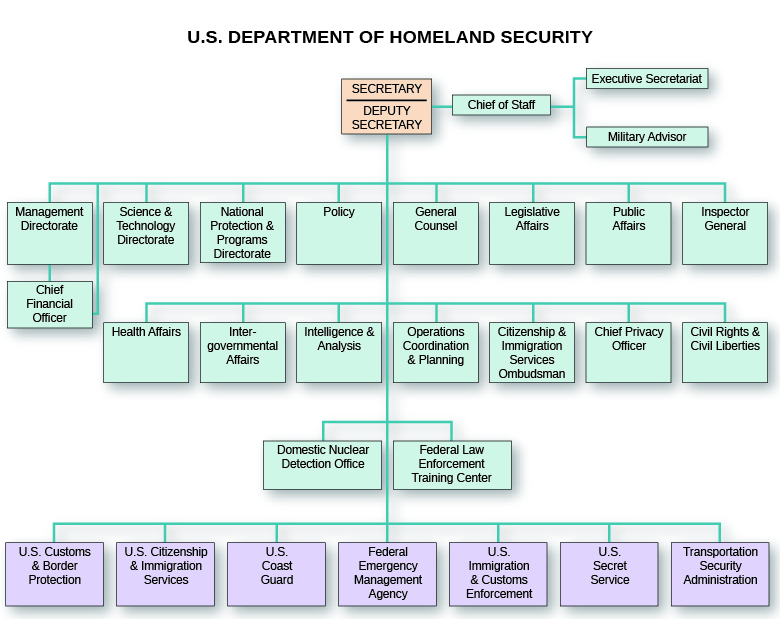 U.S. DEPARTMENT OF HOMELAND SECURITY
SECRETARY
DEPUTY
SECRETARY
Chief of Staff
Executive Secretariat
Military Advisor
Management
Directorate
Science &
Technology
Directorate
National
Protection &
Programs
Directorate
Policy
General
Counsel
Legislative
Affairs
Public
Affairs
Inspector
General
Chief
Financial
Officer
Health Affairs
Inter-
governmental
Affairs
Intelligence &
Analysis
Operations
Coordination
& Planning
Citizenship &
Immigration
Services
Ombudsman
Chief Privacy
Officer
Civil Rights &
Civil Liberties
Domestic Nuclear
Detection Office
Federal Law
Enforcement
Training Center
U.S. Customs
& Border
Protection
U.S. Citizenship
& Immigration
Services
U.S.
Coast
Guard
Federal
Emergency
Management
Agency
U.S.
Immigration
& Customs
Enforcement
U.S.
Secret
Service
Transportation
Security
Administration